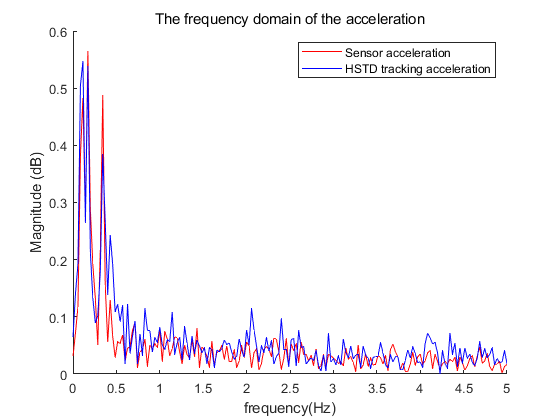 The frequency domain of the acceleration
Sensor acceleration
HSTD tracking acceleration
Magnitude (dB)
0.6
0.5
0.4
0.3
0.2
0.1
0
0 0.5 1 1.5 2 2.5 3 3.5 4 4.5 5
frequency(Hz)